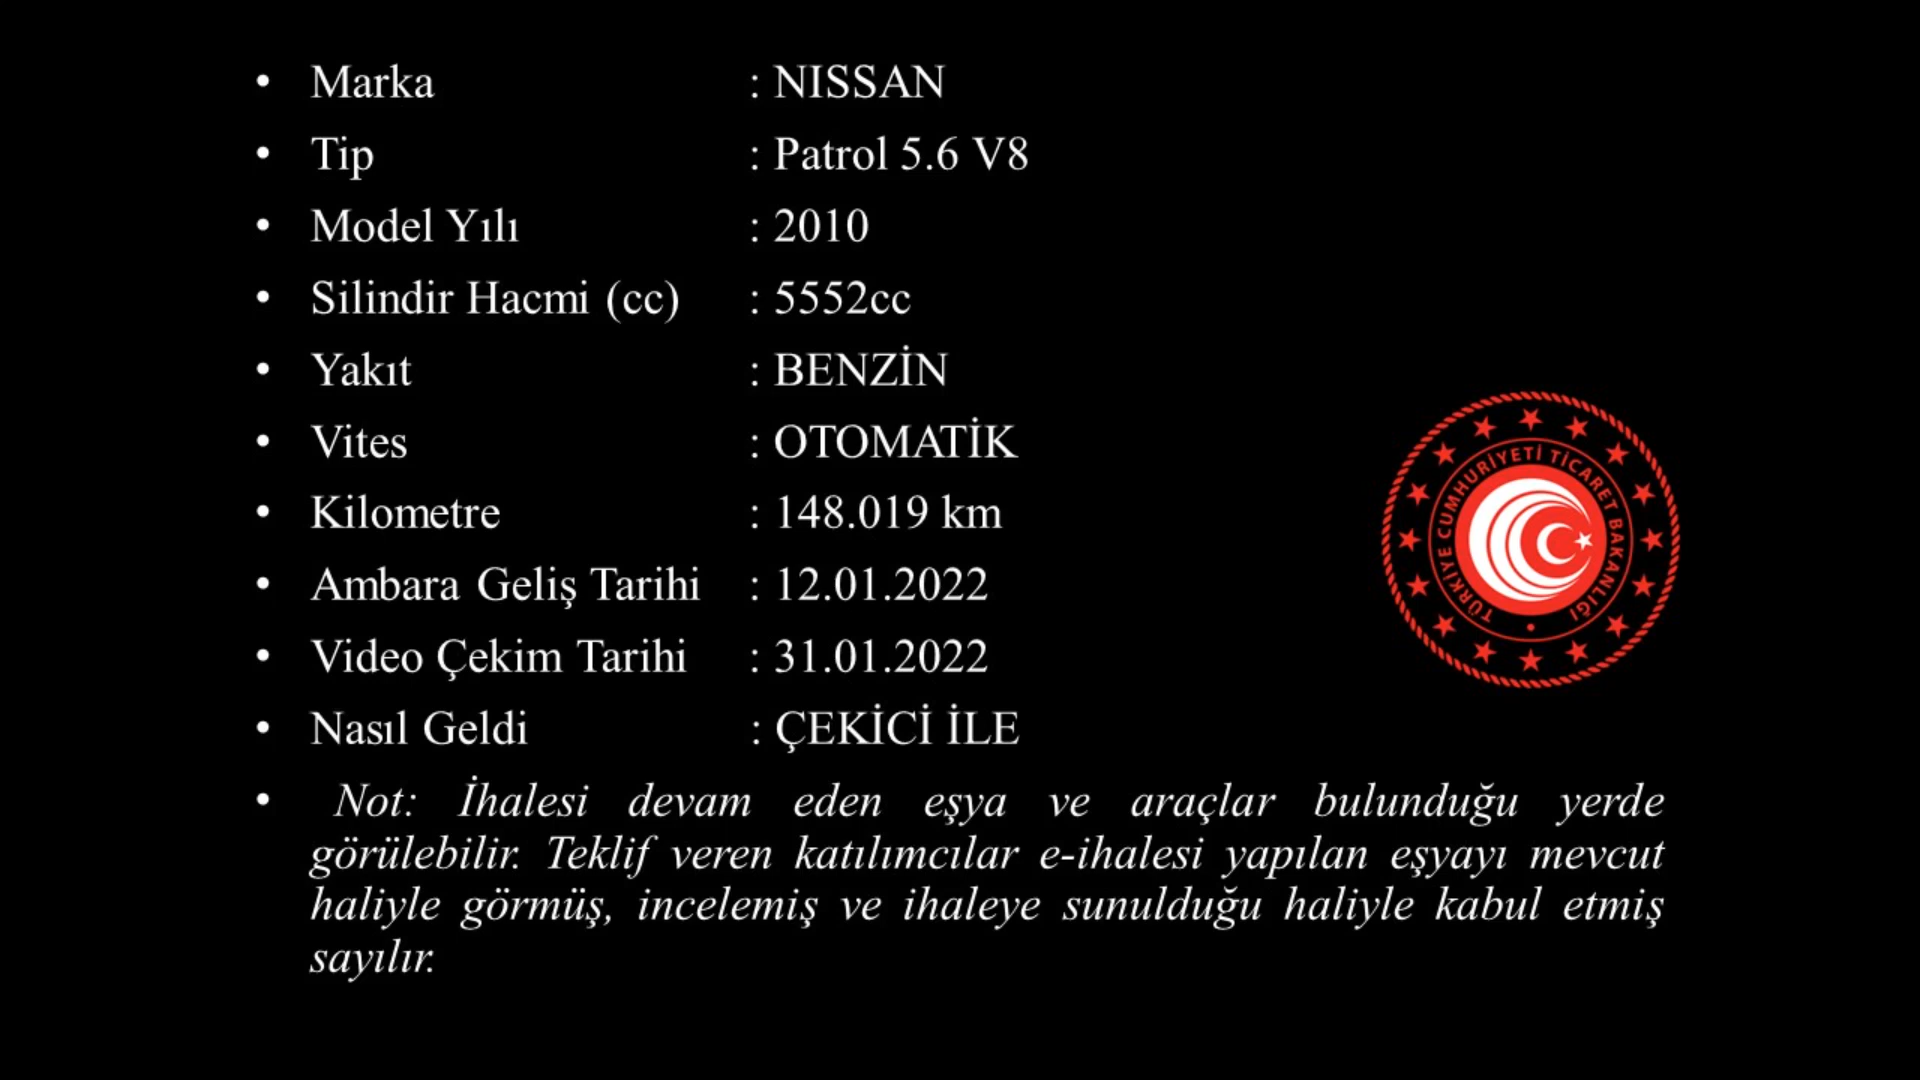 • Marka : NISSAN
• Tip : Patrol 5.6 V8
• Model Yılı : 2010
• Silindir Hacmi (cc) : 5552cc
• Yakıt : BENZİN
• Vites : OTOMATİK
• Kilometre : 148.019 km
• Ambara Geliş Tarihi : 12.01.2022
• Video Çekim Tarihi : 31.01.2022
• Nasıl Geldi : ÇEKİCİ İLE
• Not: İhalesi devam eden eşya ve araçlar bulunduğu yerde
görülebilir. Teklif veren katılımcılar e-ihalesi yapılan eşyayı mevcut
haliyle görmüş, incelemiş ve ihaleye sunulduğu haliyle kabul etmiş
sayılır.
TÜRKİYE CUMHURİYETİ TİCARET BAKANLIĞI